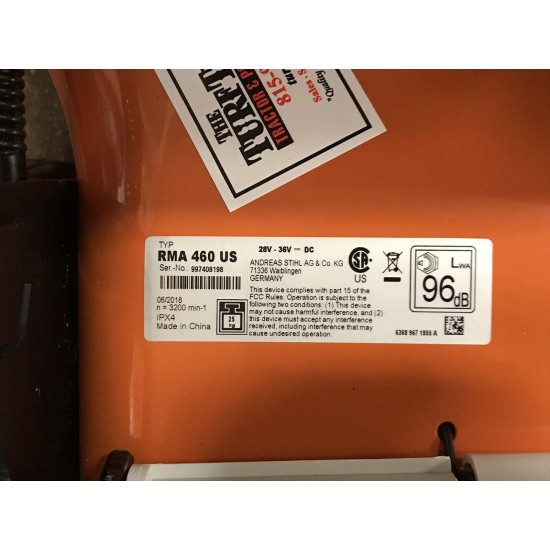 THE
TRACTOR &
815-
Sales -
*Quality
TYP
RMA 460 US
Ser.-No.: 997408198
28V - 36V ⎓ DC
ANDREAS STIHL AG & Co. KG
71336 Waiblingen
GERMANY
This device complies with part 15 of the
FCC Rules. Operation is subject to the
following two conditions: (1) This device may
not cause harmful interference, and (2)
this device must accept any interference
received, including interference that may
cause undesired operation.
06/2018
n = 3200 min-1
IPX4
Made in China
25
kg
SA
US
LWA
96dB
6360 967 1805 A